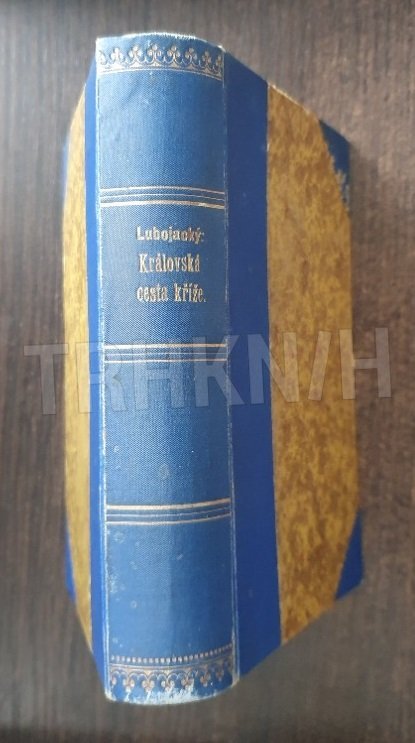 Lubojacký:
Královská
cesta kříže.
TRHKNIH